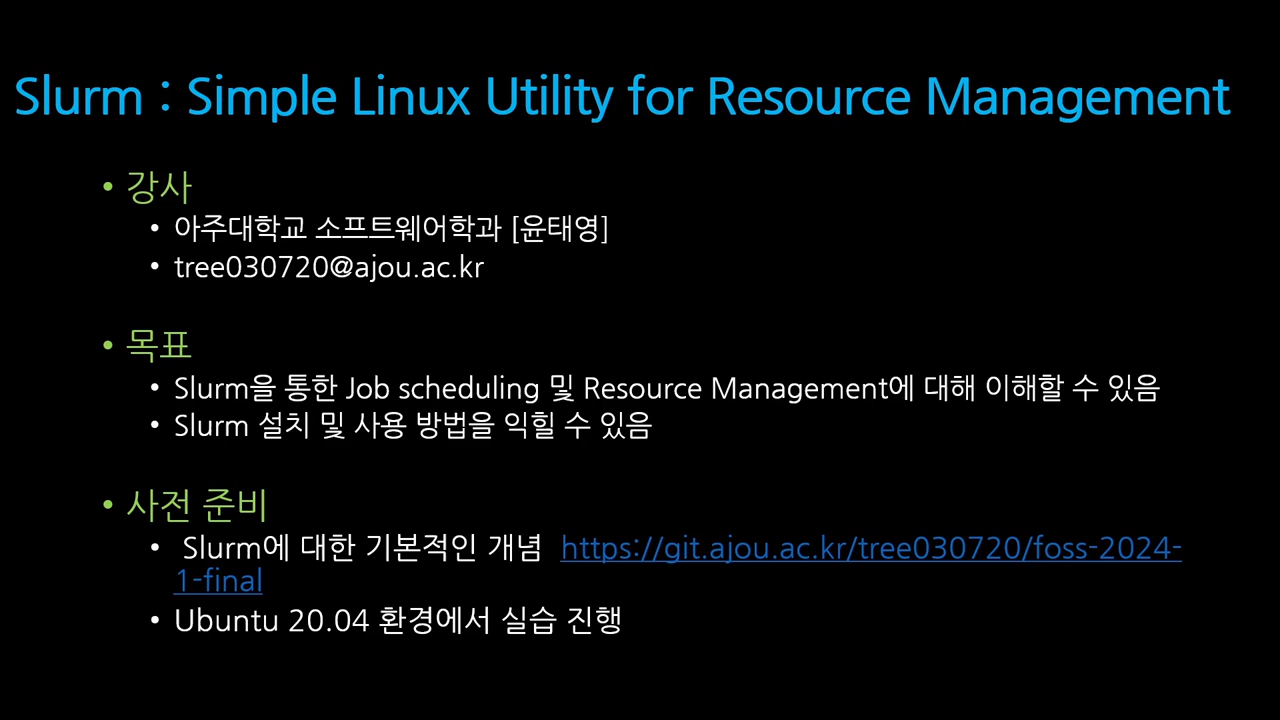 Slurm : Simple Linux Utility for Resource Management
• 강사
• 아주대학교 소프트웨어학과 [윤태영]
• tree030720@ajou.ac.kr
• 목표
• Slurm을 통한 Job scheduling 및 Resource Management에 대해 이해할 수 있음
• Slurm 설치 및 사용 방법을 익힐 수 있음
• 사전 준비
• Slurm에 대한 기본적인 개념 https://git.ajou.ac.kr/tree030720/foss-2024-
1-final
• Ubuntu 20.04 환경에서 실습 진행